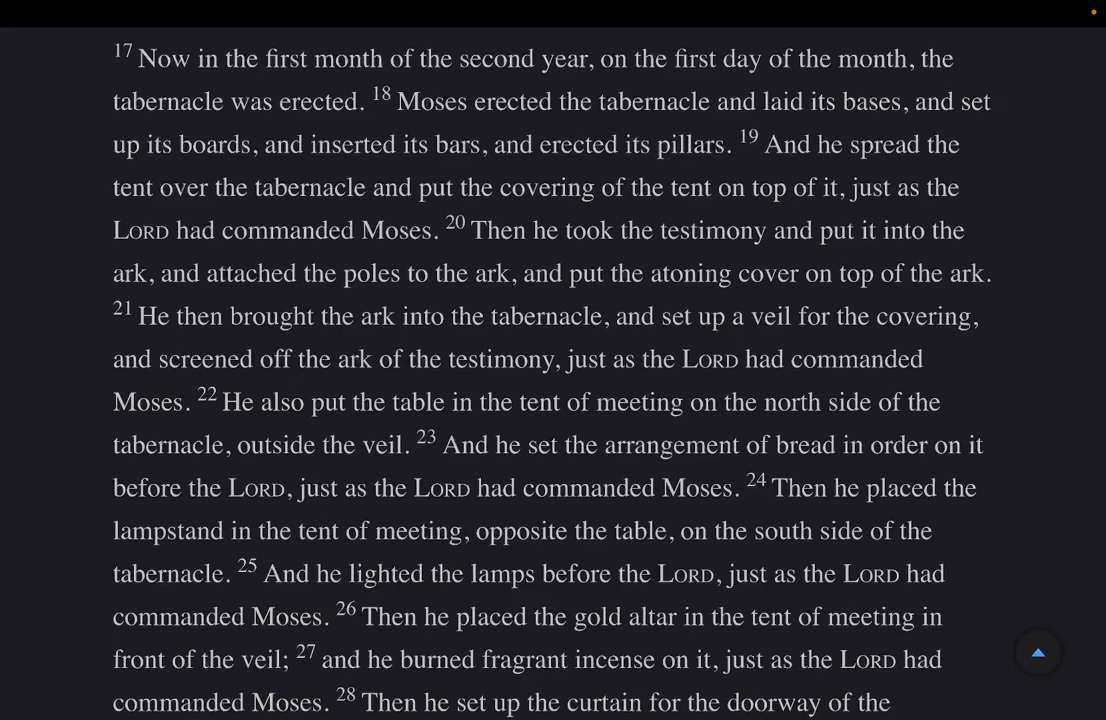 17 Now in the first month of the second year, on the first day of the month, the
tabernacle was erected. 18 Moses erected the tabernacle and laid its bases, and set
up its boards, and inserted its bars, and erected its pillars. 19 And he spread the
tent over the tabernacle and put the covering of the tent on top of it, just as the
LORD had commanded Moses. 20 Then he took the testimony and put it into the
ark, and attached the poles to the ark, and put the atoning cover on top of the ark.
21 He then brought the ark into the tabernacle, and set up a veil for the covering,
and screened off the ark of the testimony, just as the LORD had commanded
Moses. 22 He also put the table in the tent of meeting on the north side of the
tabernacle, outside the veil. 23 And he set the arrangement of bread in order on it
before the LORD, just as the LORD had commanded Moses. 24 Then he placed the
lampstand in the tent of meeting, opposite the table, on the south side of the
tabernacle. 25 And he lighted the lamps before the LORD, just as the LORD had
commanded Moses. 26 Then he placed the gold altar in the tent of meeting in
front of the veil; 27 and he burned fragrant incense on it, just as the LORD had
commanded Moses. 28 Then he set up the curtain for the doorway of the